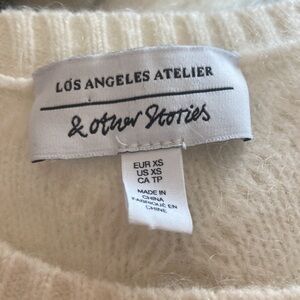 LOS ANGELES ATELIER
& other Stories
EUR XS
US XS
CA TP
MADE IN
CHINA
FABRIQUÉ EN
CHINE